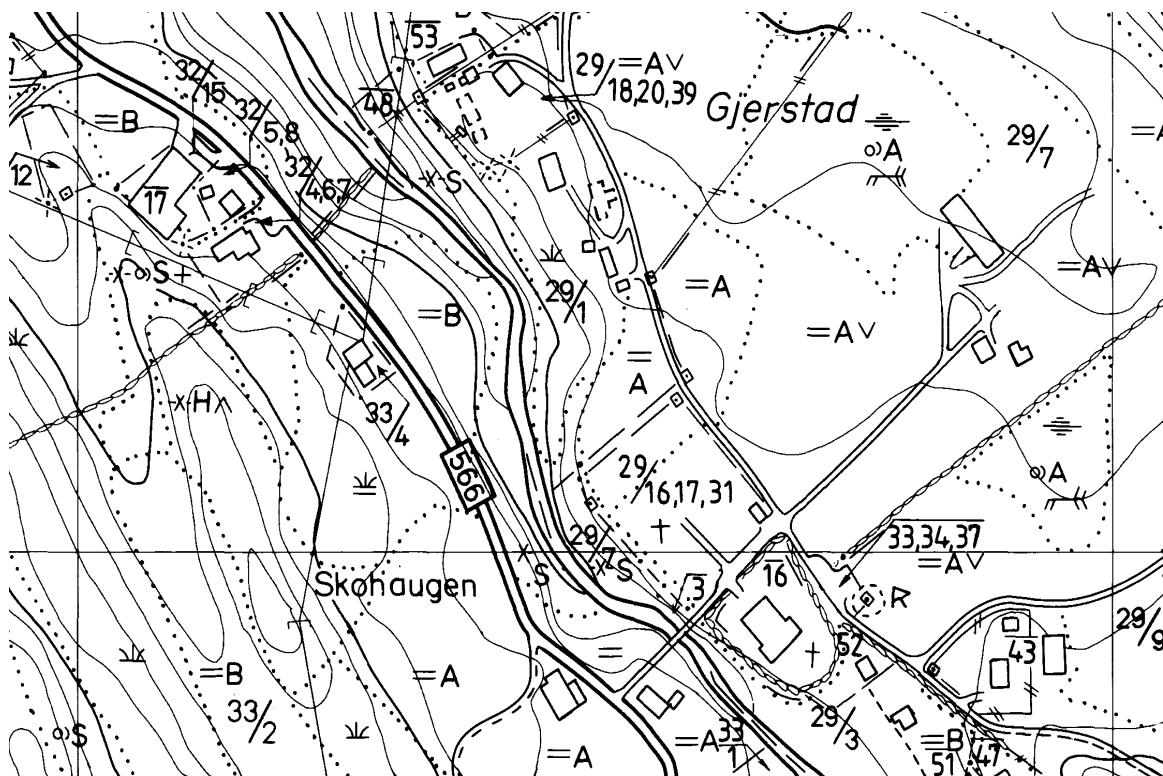 53
29/
18,20,39
=A∨
32/
15
48
Gjerstad
=B
32/
5,8
A
29/7
=A
12
32/
4,6,7
S
17
S
29/1
=A
=A∨
=B
=A∨
A
H
33/4
29/
16,17,31
A
566
33,34,37
=A∨
29/7
S
S
16
3
Skohaugen
R
29/9
52
43
=B
33/2
=A
29/3
S
=A
=A
33/1
=B
51
47